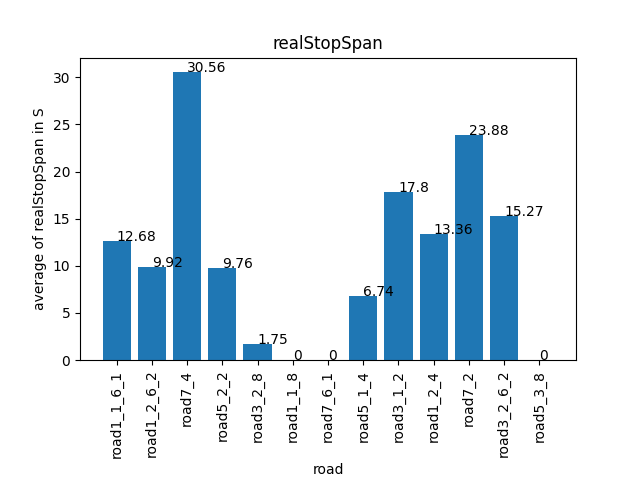 realStopSpan
average of realStopSpan in S
30
25
20
15
10
5
0
12.68
9.92
30.56
9.76
1.75
0
0
6.74
17.8
13.36
23.88
15.27
0
road1_1_6_1
road1_2_6_2
road7_4
road5_2_2
road3_2_8
road1_1_8
road7_6_1
road5_1_4
road3_1_2
road1_2_4
road7_2
road3_2_6_2
road5_3_8
road